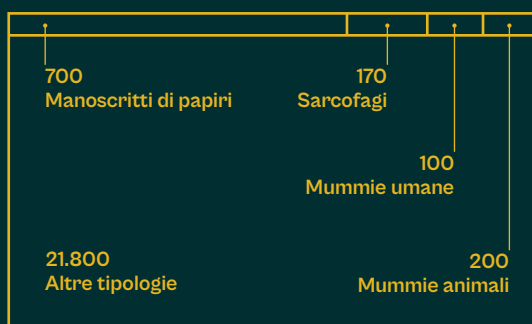 700
Manoscritti di papiri
170
Sarcofagi
100
Mummie umane
21.800
Altre tipologie
200
Mummie animali